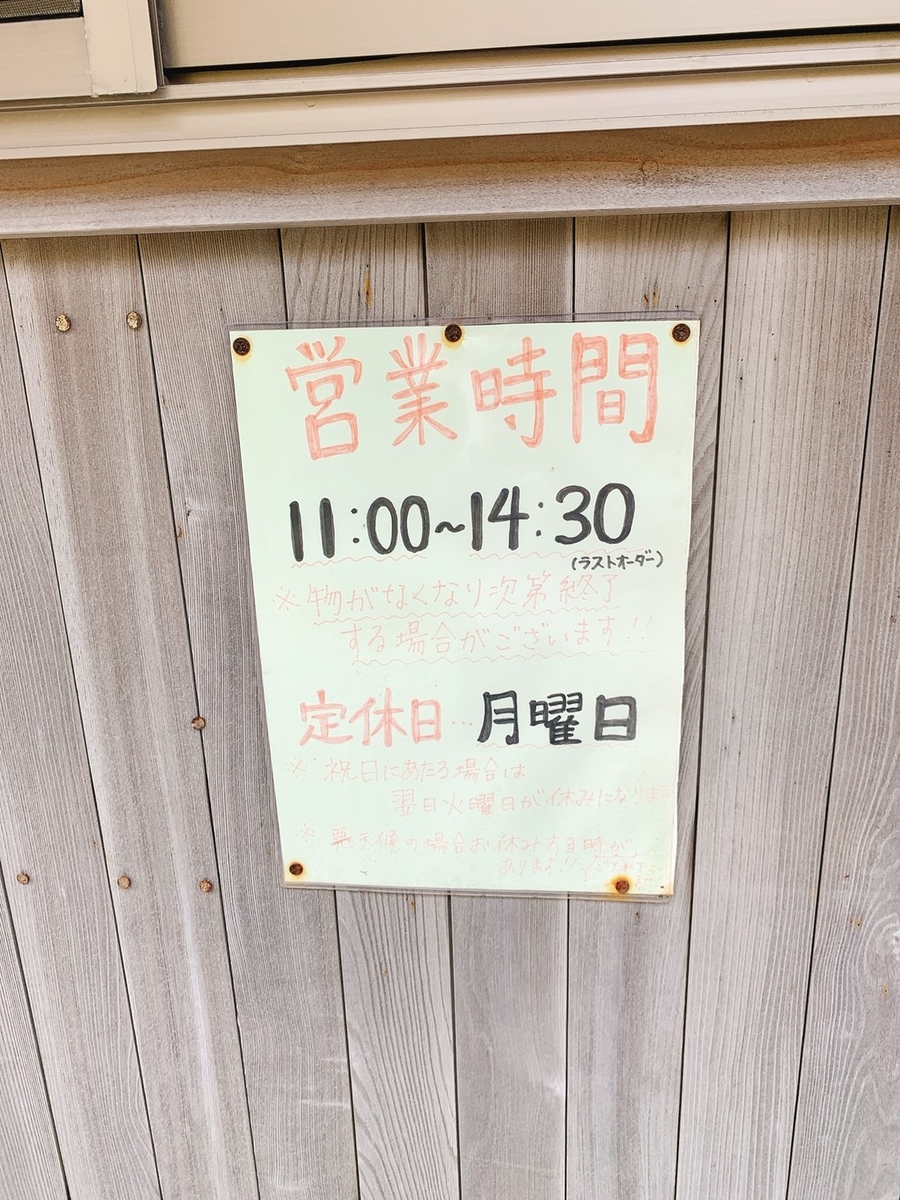 営業時間
11:00~14:30
(ラストオーダー)
※物がなくなり次第終了
する場合がございます!!
定休日…月曜日
※祝日にあたる場合は
翌日火曜日が休みになります
※悪天候の場合お休みする時が
あります!!